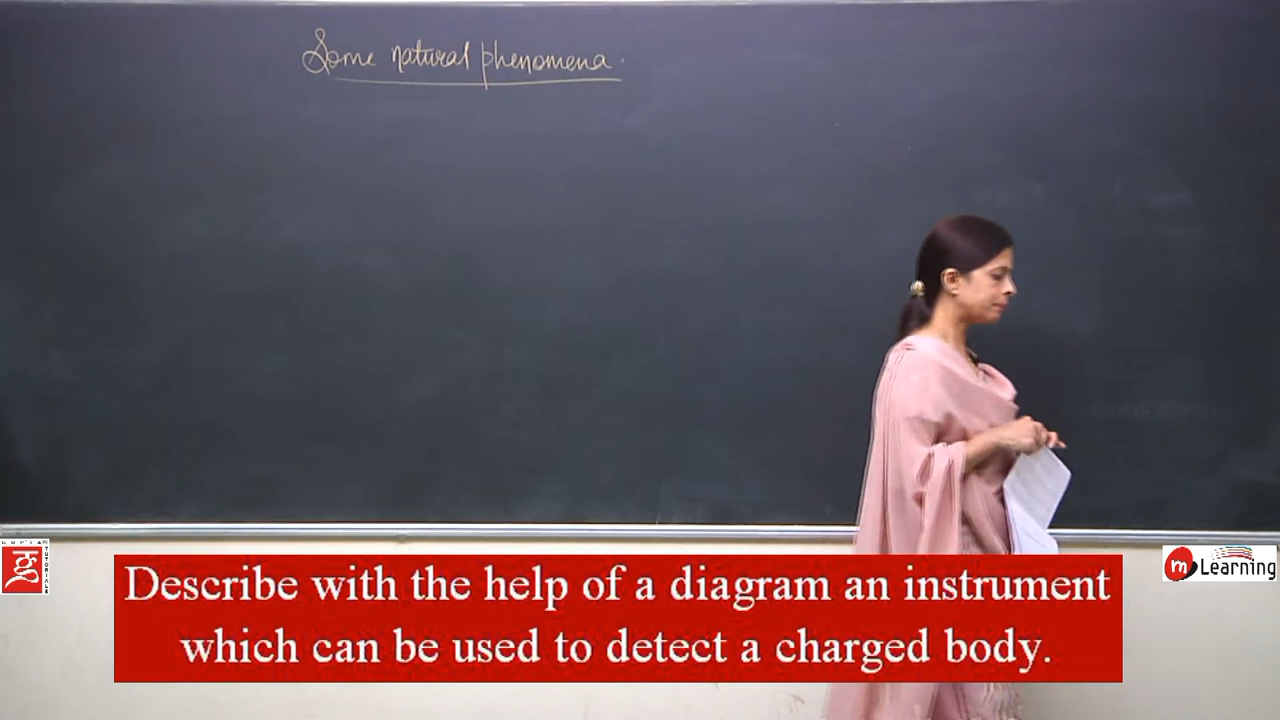 Some natural phenomena.
Describe with the help of a diagram an instrument
which can be used to detect a charged body.
m Learning